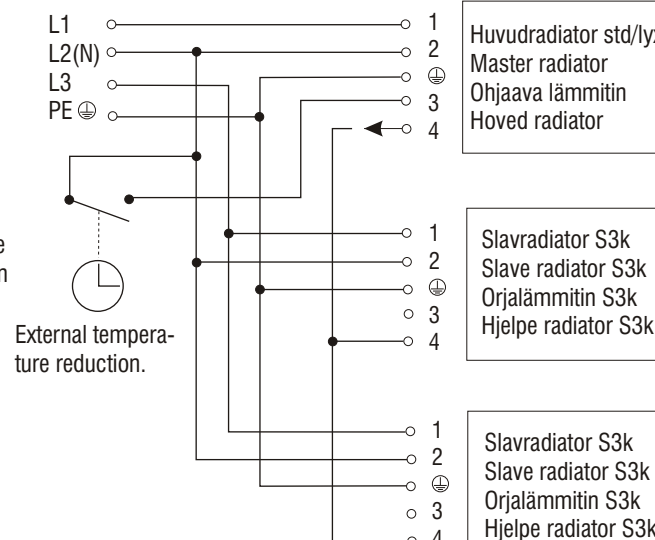 L1
L2(N)
L3
PE
1
2
3
4
Huvudradiator std/lyx
Master radiator
Ohjaava lämmitin
Hoved radiator
External tempera-
ture reduction.
1
2
3
4
Slavradiator S3k
Slave radiator S3k
Orjalämmitin S3k
Hjelpe radiator S3k
1
2
3
4
Slavradiator S3k
Slave radiator S3k
Orjalämmitin S3k
Hjelpe radiator S3k